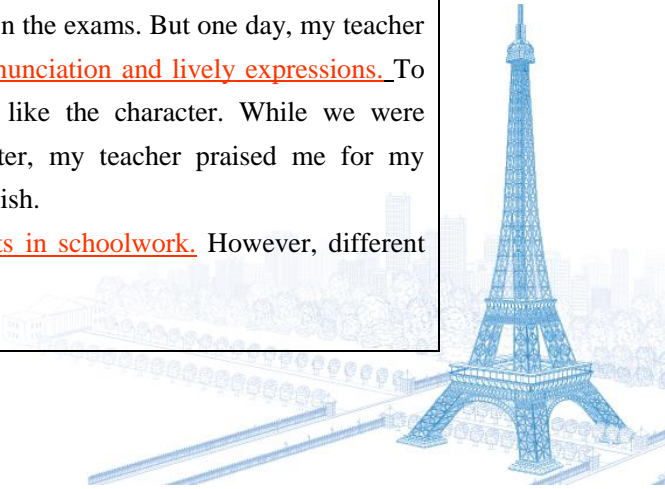 n the exams. But one day, my teacher
nunciation and lively expressions. To
like the character. While we were
ter, my teacher praised me for my
ish.
ts in schoolwork. However, different